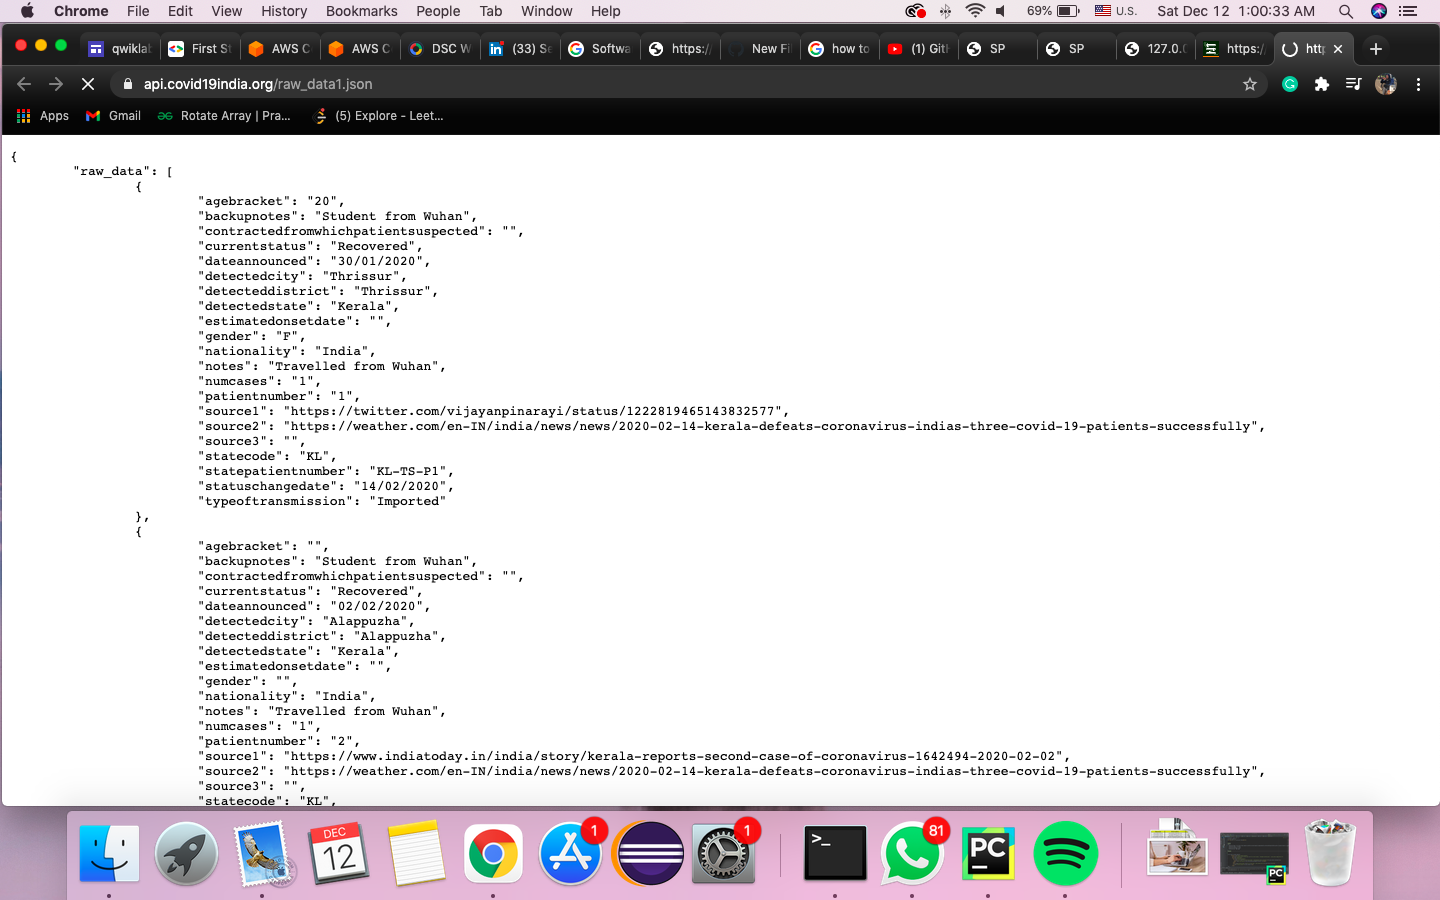 Chrome File Edit View History Bookmarks People Tab Window Help 69% U.S. Sat Dec 12 1:00:33 AM
qwikla First St AWS C AWS C DSC W (33) Se Softwa https:/ New Fi how to (1) Git SP SP 127.0.0 https:/ http
api.covid19india.org/raw_data1.json
Apps Gmail Rotate Array | Pra... (5) Explore - Leet...
{
"raw_data": [
{
"agebracket": "20",
"backupnotes": "Student from Wuhan",
"contractedfromwhichpatientsuspected": "",
"currentstatus": "Recovered",
"dateannounced": "30/01/2020",
"detectedcity": "Thrissur",
"detecteddistrict": "Thrissur",
"detectedstate": "Kerala",
"estimatedonsetdate": "",
"gender": "F",
"nationality": "India",
"notes": "Travelled from Wuhan",
"numcases": "1",
"patientnumber": "1",
"source1": "https://twitter.com/vijayanpinarayi/status/1222819465143832577",
"source2": "https://weather.com/en-IN/india/news/news/2020-02-14-kerala-defeats-coronavirus-indias-three-covid-19-patients-successfully",
"source3": "",
"statecode": "KL",
"statepatientnumber": "KL-TS-P1",
"statuschangedate": "14/02/2020",
"typeoftransmission": "Imported"
},
{
"agebracket": "",
"backupnotes": "Student from Wuhan",
"contractedfromwhichpatientsuspected": "",
"currentstatus": "Recovered",
"dateannounced": "02/02/2020",
"detectedcity": "Alappuzha",
"detecteddistrict": "Alappuzha",
"detectedstate": "Kerala",
"estimatedonsetdate": "",
"gender": "",
"nationality": "India",
"notes": "Travelled from Wuhan",
"numcases": "1",
"patientnumber": "2",
"source1": "https://www.indiatoday.in/india/story/kerala-reports-second-case-of-coronavirus-1642494-2020-02-02",
"source2": "https://weather.com/en-IN/india/news/news/2020-02-14-kerala-defeats-coronavirus-indias-three-covid-19-patients-successfully",
"source3": "",
"statecode": "KL",
DEC
12
1
1
>_
81
PC
PC